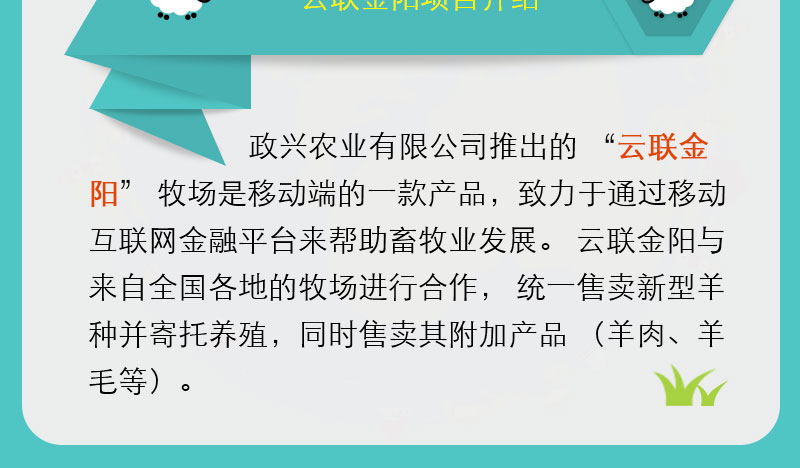 云联金阳项目介绍
政兴农业有限公司推出的 “云联金
阳” 牧场是移动端的一款产品，致力于通过移动
互联网金融平台来帮助畜牧业发展。 云联金阳与
来自全国各地的牧场进行合作， 统一售卖新型羊
种并寄托养殖，同时售卖其附加产品 （羊肉、羊
毛等）。